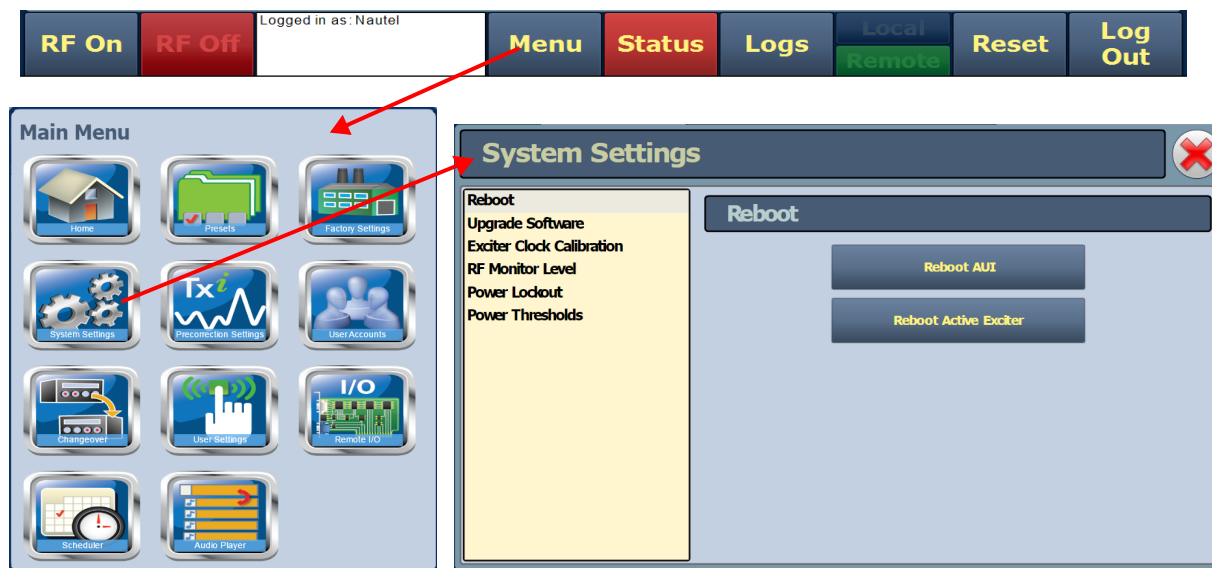 Logged in as: Nautel
RF On
RF Off
Menu
Status
Logs
Local
Remote
Reset
Log
Out
Main Menu
Home
Presets
Factory Settings
System Settings
Tx i
Precorrection Settings
User Accounts
Changeover
User Settings
I/O
Remote I/O
Scheduler
Audio Player
System Settings
Reboot
Upgrade Software
Exciter Clock Calibration
RF Monitor Level
Power Lockout
Power Thresholds
Reboot
Reboot AUI
Reboot Active Exciter